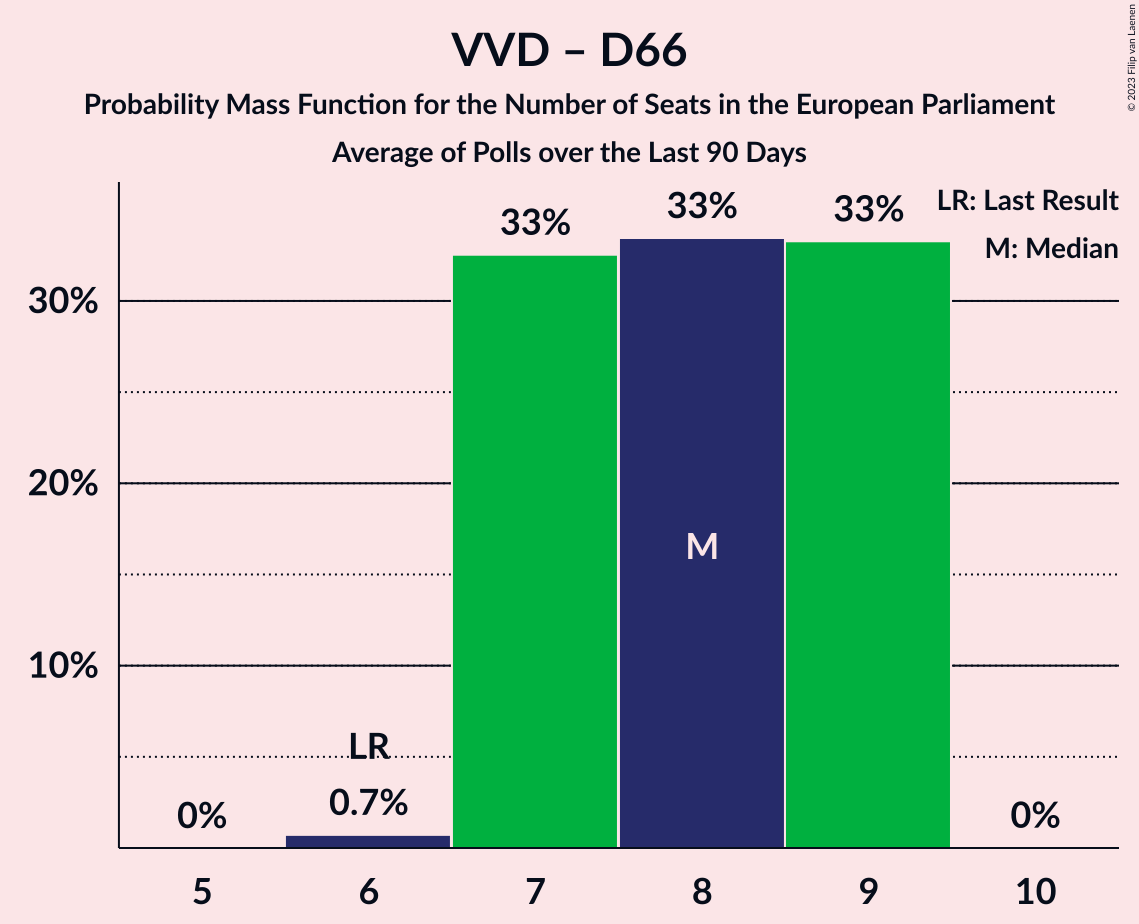 VVD – D66
Probability Mass Function for the Number of Seats in the European Parliament
Average of Polls over the Last 90 Days
© 2023 Filip van Laenen
LR: Last Result
M: Median
33%
33%
33%
30%
20%
M
10%
LR
0%
0.7%
0%
5
6
7
8
9
10